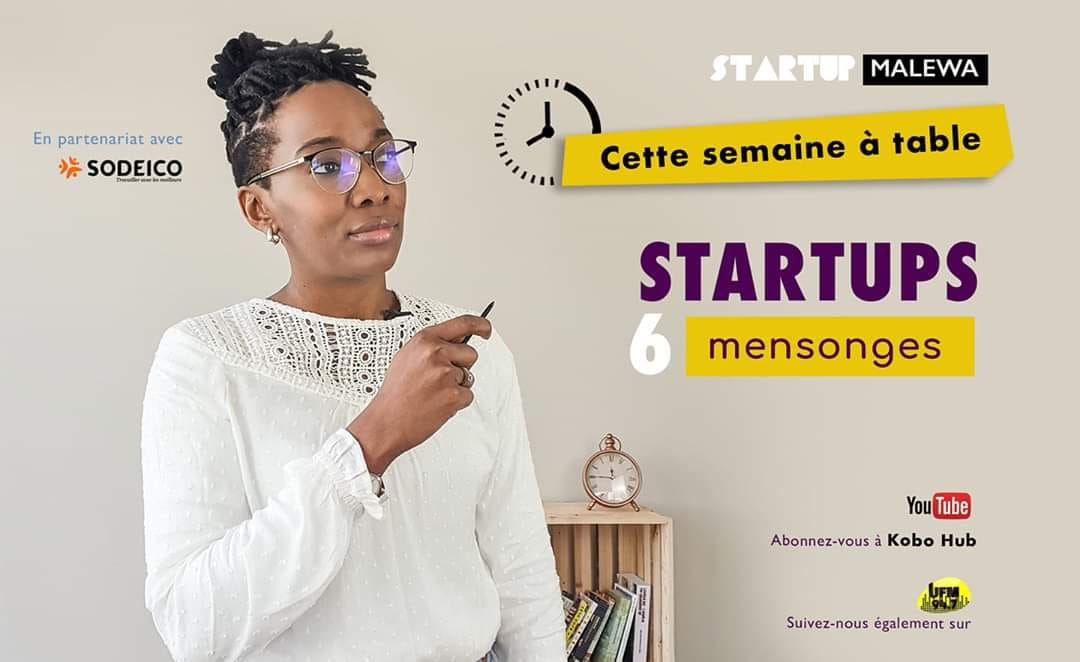 STARTUP MALEWA
En partenariat avec
SODEICO
Travailler avec les meilleurs
Cette semaine à table
STARTUPS
6 mensonges
YouTube
Abonnez-vous à Kobo Hub
UFM
94.7
Suivez-nous également sur